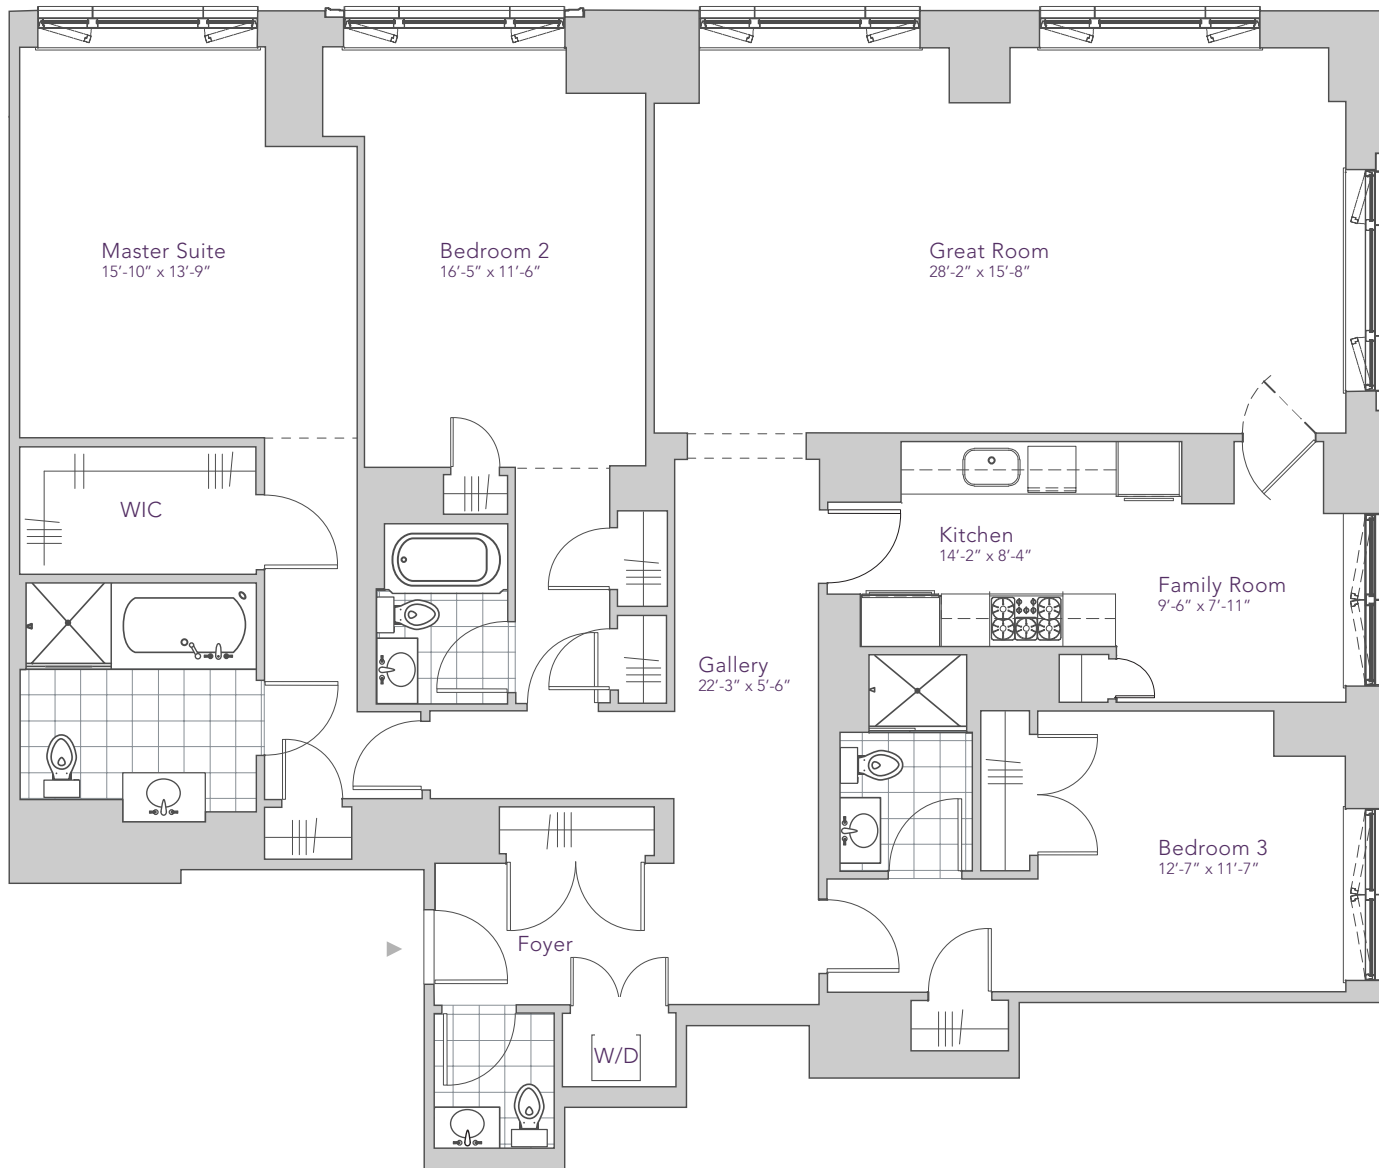 Master Suite
15'-10" x 13'-9"
Bedroom 2
16'-5" x 11'-6"
Great Room
28'-2" x 15'-8"
WIC
Kitchen
14'-2" x 8'-4"
Family Room
9'-6" x 7'-11"
Gallery
22'-3" x 5'-6"
Bedroom 3
12'-7" x 11'-7"
Foyer
W/D